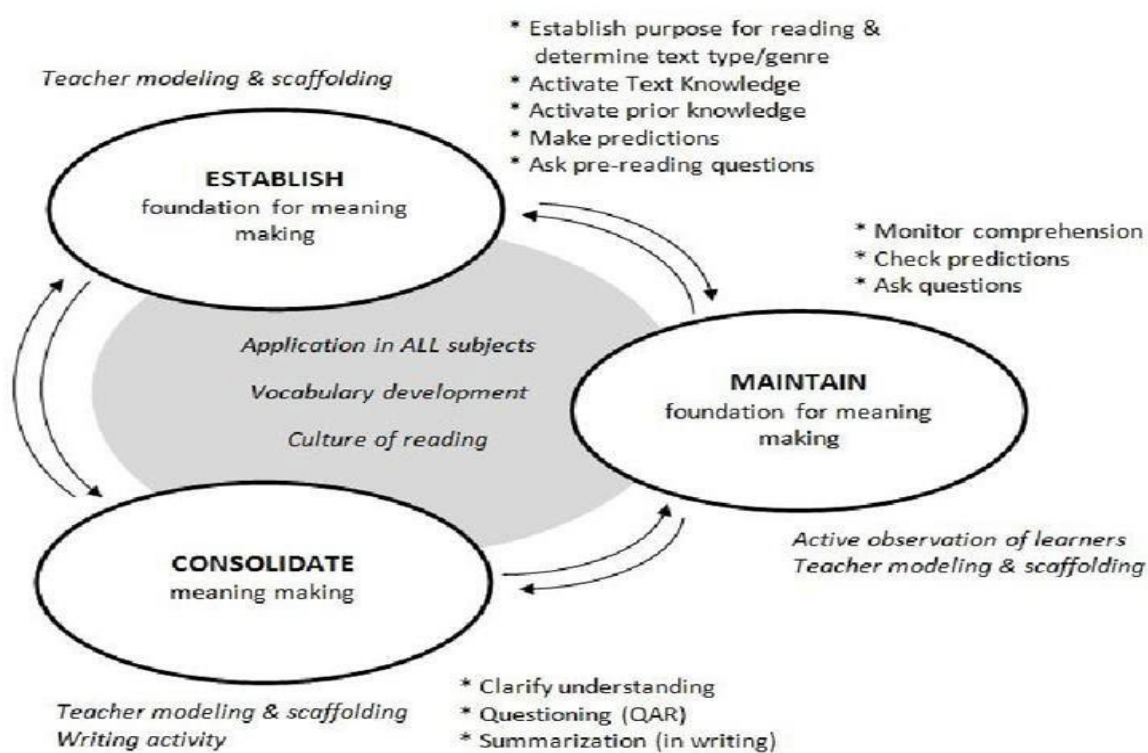 * Establish purpose for reading &
determine text type/genre
* Activate Text Knowledge
* Activate prior knowledge
* Make predictions
* Ask pre-reading questions
Teacher modeling & scaffolding
ESTABLISH
foundation for meaning
making
* Monitor comprehension
* Check predictions
* Ask questions
Application in ALL subjects
Vocabulary development
Culture of reading
MAINTAIN
foundation for meaning
making
Active observation of learners
Teacher modeling & scaffolding
CONSOLIDATE
meaning making
Teacher modeling & scaffolding
Writing activity
* Clarify understanding
* Questioning (QAR)
* Summarization (in writing)